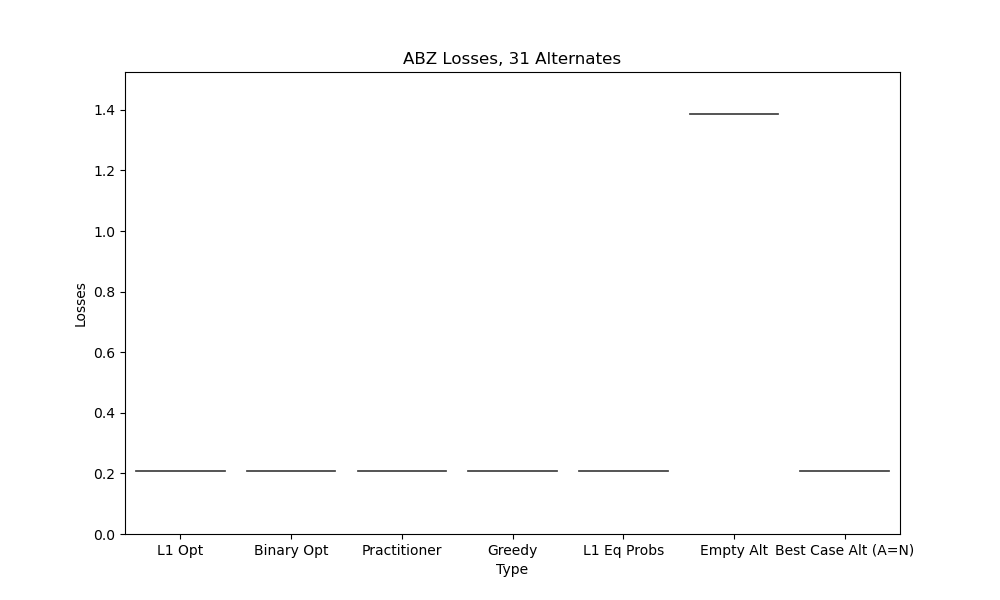 ABZ Losses, 31 Alternates
1.4
1.2
1.0
0.8
0.6
0.4
0.2
0.0
Losses
L1 Opt Binary Opt Practitioner Greedy L1 Eq Probs Empty Alt Best Case Alt (A=N)
Type